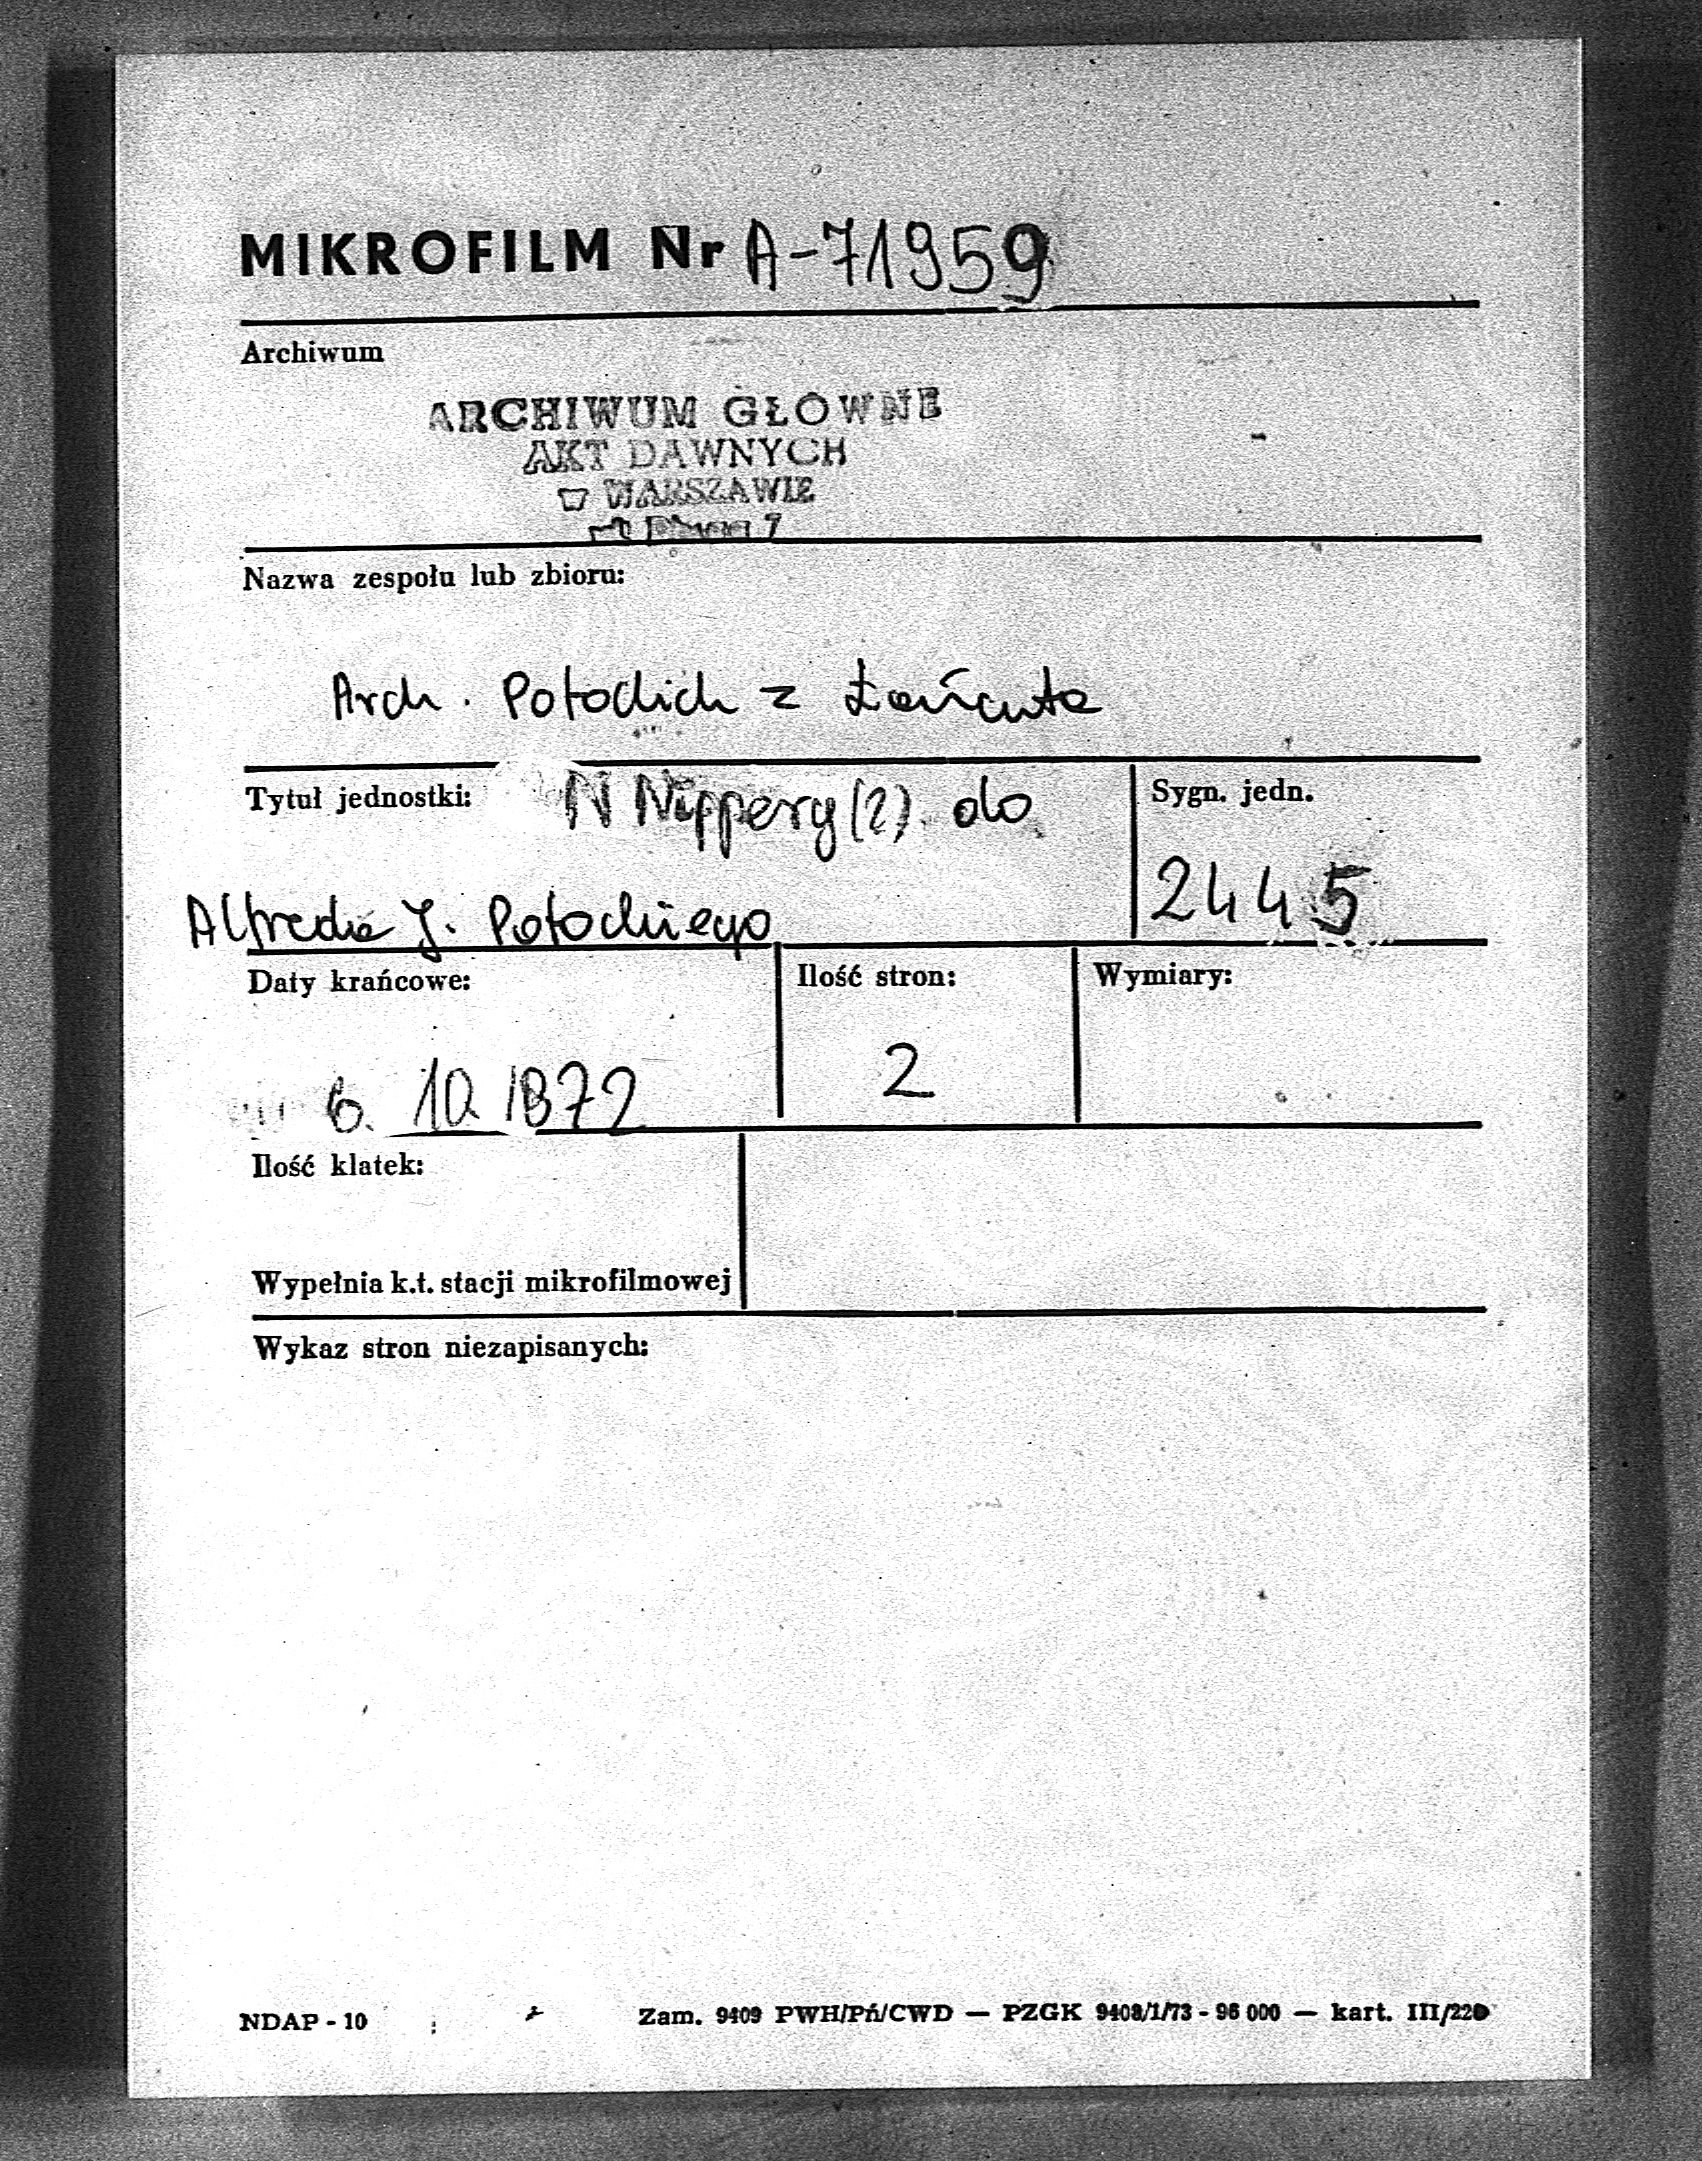 MIKROFILM Nr A-71959
Archiwum
ARCHIWUM GŁÓWNE
AKT DAWNYCH
w WARSZAWIE
7
Nazwa zespołu lub zbioru:
Arch. Potockich z Łańcuta
Tytuł jednostki: N Nippery (?) do
Alfreda J. Potockiego
Sygn. jedn.
2445
Daty krańcowe:
6. 10. 1872
Ilość stron:
2
Wymiary:
Ilość klatek:
Wypełnia k.t. stacji mikrofilmowej
Wykaz stron niezapisanych:
NDAP - 10
Zam. 9409 PWH/Pń/CWD — PZGK 9408/1/73 - 96 000 — kart. III/220